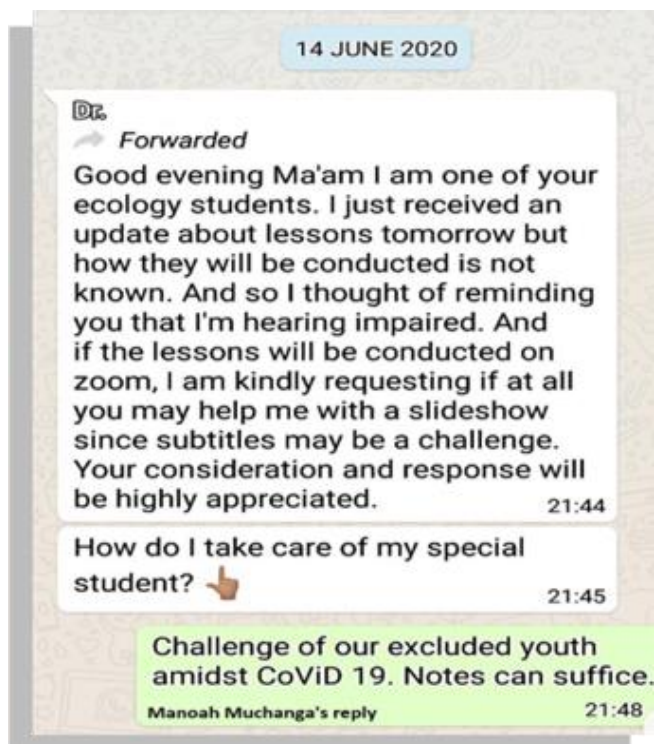 14 JUNE 2020
Dr.
Forwarded
Good evening Ma'am I am one of your
ecology students. I just received an
update about lessons tomorrow but
how they will be conducted is not
known. And so I thought of reminding
you that I'm hearing impaired. And
if the lessons will be conducted on
zoom, I am kindly requesting if at all
you may help me with a slideshow
since subtitles may be a challenge.
Your consideration and response will
be highly appreciated. 21:44
How do I take care of my special
student? 👆🏽 21:45
Challenge of our excluded youth
amidst CoViD 19. Notes can suffice.
Manoah Muchanga's reply 21:48